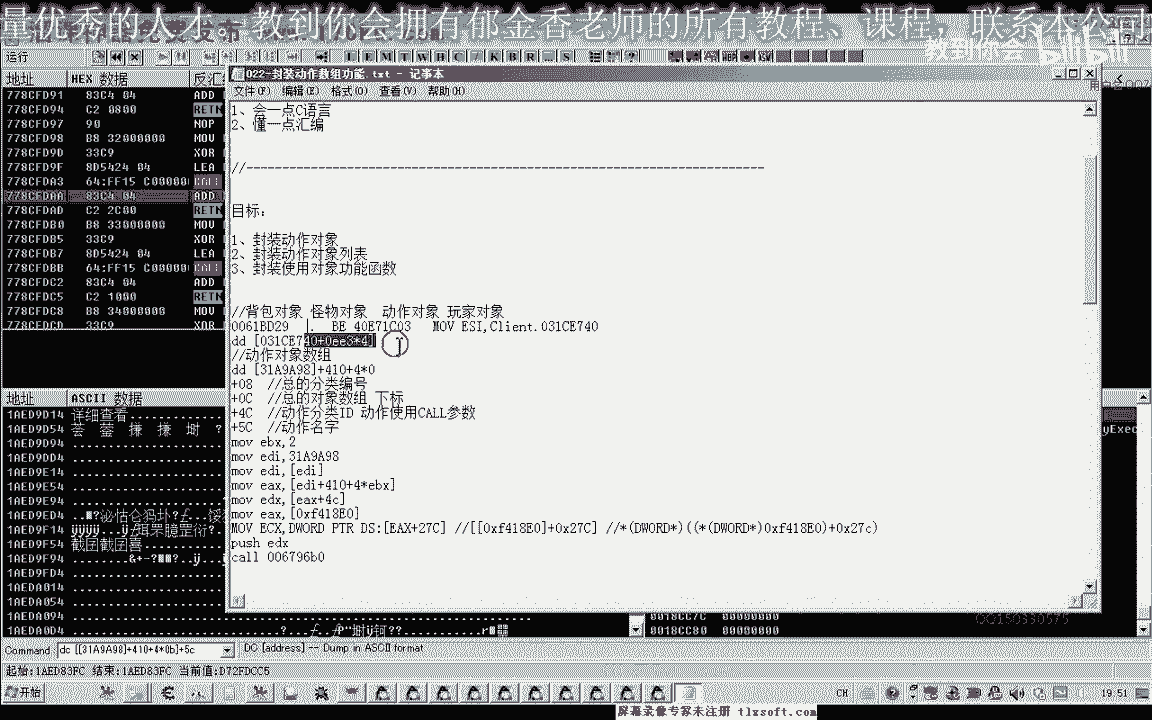 量优秀的人才 教到你会拥有郁金香老师的所有教程、课程, 联系本公司
教到你会 bilibili
运行
L E M T W H C / K B R ... S
地址 HEX 数据 反汇
022-封装动作数组功能.txt - 记事本
文件(F) 编辑(E) 格式(O) 查看(V) 帮助(H)
778CFD91 83C4 04 ADD
778CFD94 C2 0800 RETN
778CFD97 90 NOP
778CFD98 B8 32000000 MOV
778CFD9D 33C9 XOR
778CFD9F 8D5424 04 LEA
778CFDA3 64:FF15 C00000 CALL
778CFDAA 83C4 04 ADD
778CFDAD C2 2C00 RETN
778CFDB0 B8 33000000 MOV
778CFDB5 33C9 XOR
778CFDB7 8D5424 04 LEA
778CFDBB 64:FF15 C00000 CALL
778CFDC2 83C4 04 ADD
778CFDC5 C2 1000 RETN
778CFDC8 B8 34000000 MOV
778CFDCD 33C9 XOR
1、会一点C语言
2、懂一点汇编
//------------------------------------------------------------------------
目标:
1、封装动作对象
2、封装动作对象列表
3、封装使用对象功能函数
//背包对象 怪物对象 动作对象 玩家对象
0061BD29 |. BE 40E71C03 MOV ESI,Client.031CE740
dd [031CE740+0ee3*4]
//动作对象数组
dd [31A9A98]+410+4*0
+08 //总的分类编号
+0C //总的对象数组 下标
+4C //动作分类ID 动作使用CALL参数
+5C //动作名字
mov ebx,2
mov edi,31A9A98
mov edi,[edi]
mov eax,[edi+410+4*ebx]
mov edx,[eax+4c]
mov eax,[0xf418E0]
MOV ECX,DWORD PTR DS:[EAX+27C] //[[0xf418E0]+0x27C] //*(DWORD*)((*(DWORD*)0xf418E0)+0x27c)
push edx
call 006796b0
地址 ASCII 数据
1AED9D14 详细查看
1AED9D54
1AED9D94
1AED9DD4
1AED9E14
1AED9E54
1AED9E94
1AED9ED4
1AED9F14
1AED9F54
1AED9F94
1AED9FD4
1AEDA014
1AEDA054
1AEDA094
1AEDA0D4
yExec
0018CC7C 00000000
0018CC80 00000000
QQ150330575
Command: dc [[31A9A98]+410+4*0b]+5c DC [address] -- Dump in ASCII format
起始:1AED83FC 结束:1AED83FC 当前值:D72FDCC5
开始 CH 19:51
屏幕录像专家未注册 tlxsoft.com